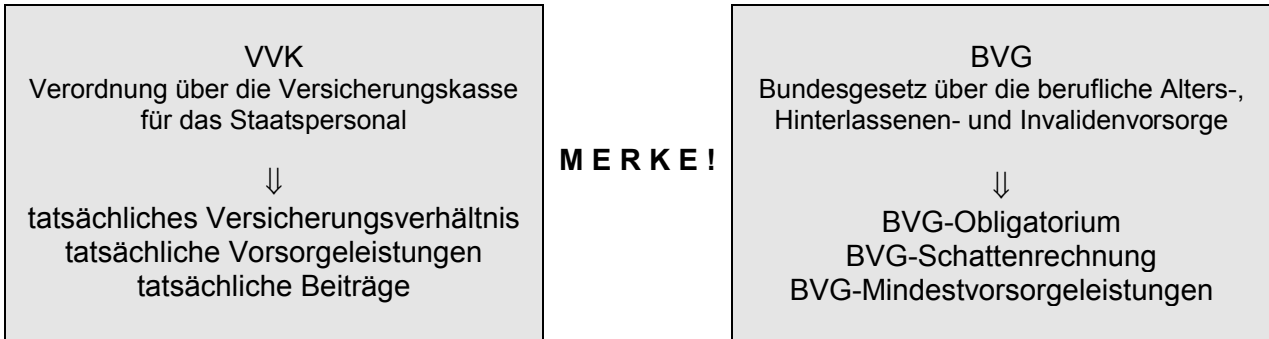 VVK
Verordnung über die Versicherungskasse
für das Staatspersonal
⇓
tatsächliches Versicherungsverhältnis
tatsächliche Vorsorgeleistungen
tatsächliche Beiträge
M E R K E !
BVG
Bundesgesetz über die berufliche Alters-,
Hinterlassenen- und Invalidenvorsorge
⇓
BVG-Obligatorium
BVG-Schattenrechnung
BVG-Mindestvorsorgeleistungen